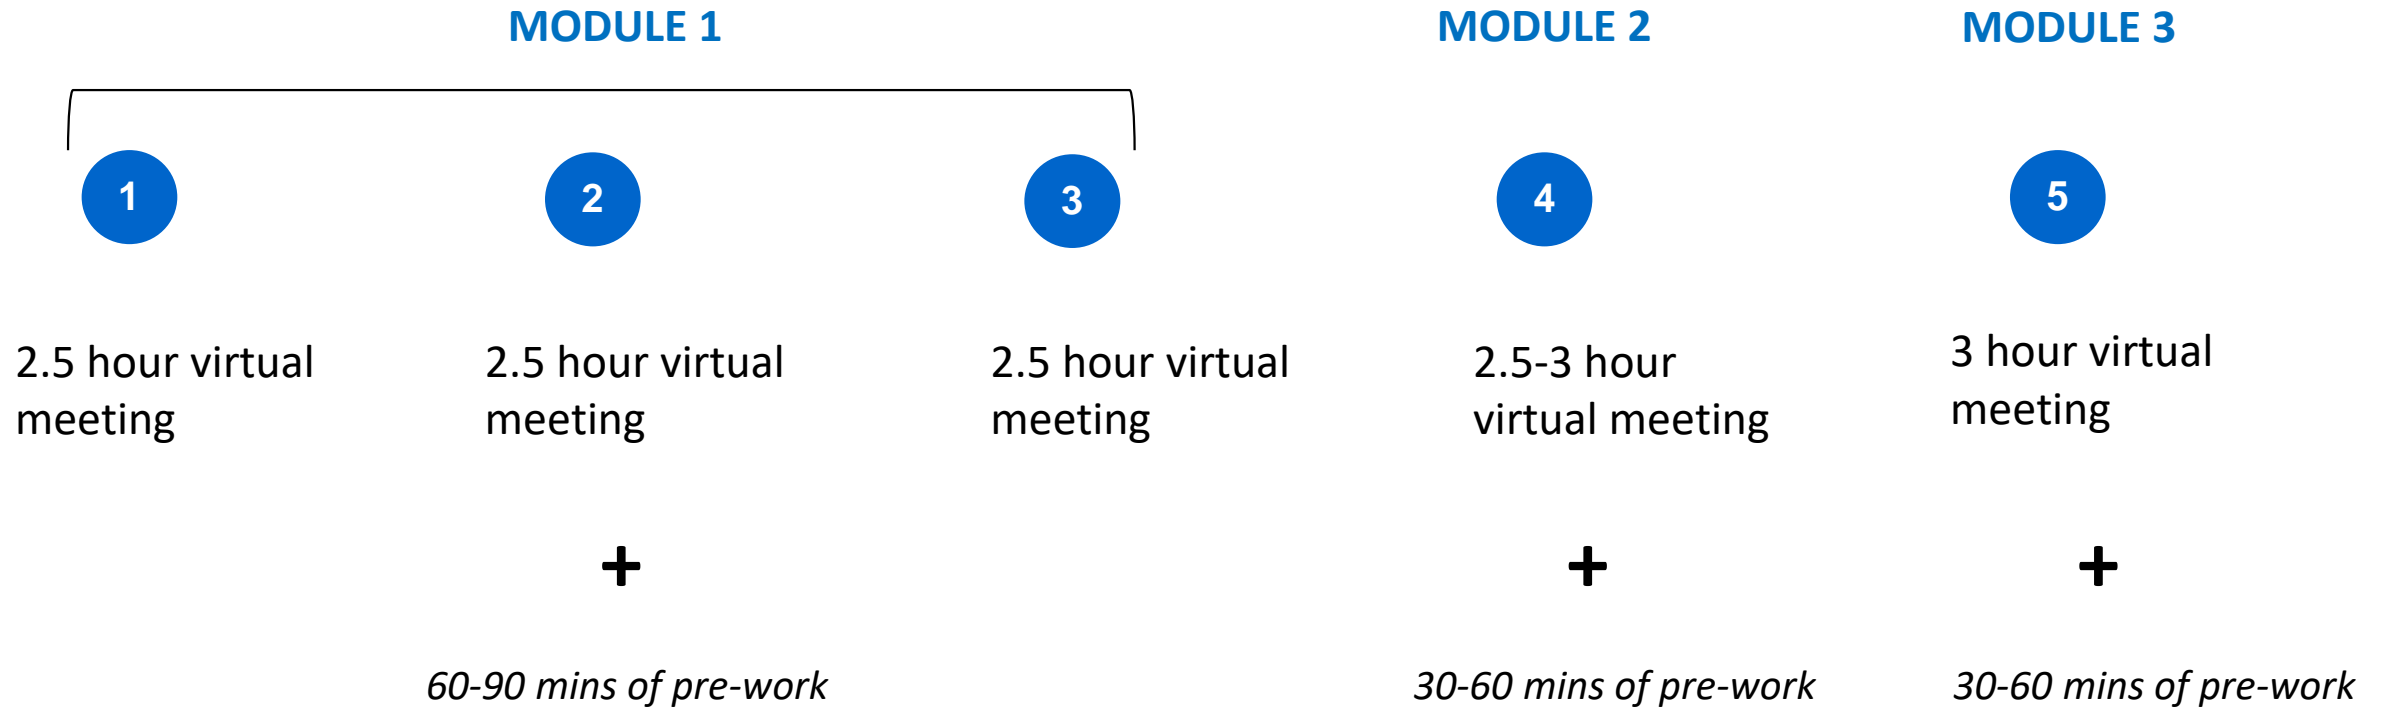 MODULE 1
MODULE 2
MODULE 3
1
2
3
4
5
2.5 hour virtual
meeting
2.5 hour virtual
meeting
2.5 hour virtual
meeting
2.5-3 hour
virtual meeting
3 hour virtual
meeting
+
+
+
60-90 mins of pre-work
30-60 mins of pre-work
30-60 mins of pre-work